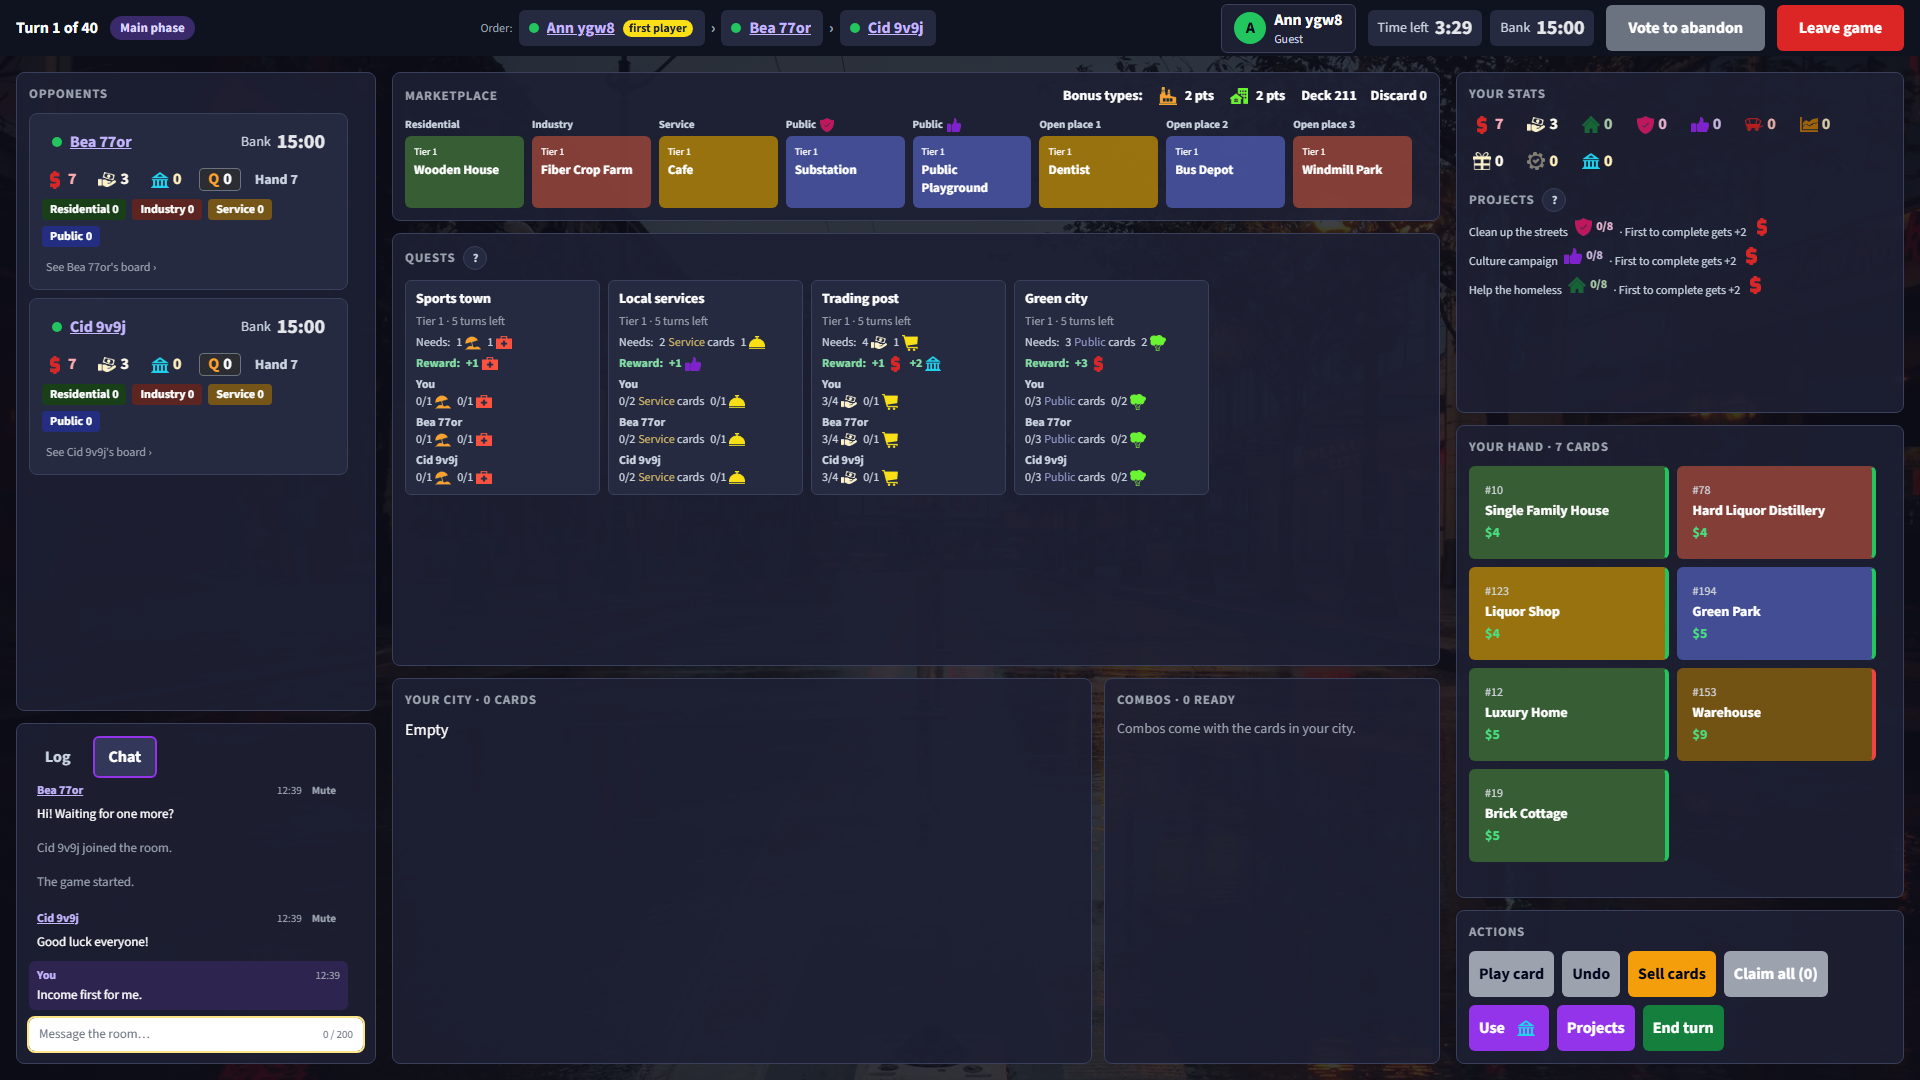 Turn 1 of 40 Main phase
Order: Ann ygw8 first player › Bea 77or › Cid 9v9j
A Ann ygw8
Guest
Time left 3:29
Bank 15:00
Vote to abandon
Leave game
OPPONENTS
Bea 77or Bank 15:00
7 3 0 Q 0 Hand 7
Residential 0 Industry 0 Service 0
Public 0
See Bea 77or's board ›
Cid 9v9j Bank 15:00
7 3 0 Q 0 Hand 7
Residential 0 Industry 0 Service 0
Public 0
See Cid 9v9j's board ›
Log Chat
Bea 77or 12:39 Mute
Hi! Waiting for one more?
Cid 9v9j joined the room.
The game started.
Cid 9v9j 12:39 Mute
Good luck everyone!
You 12:39
Income first for me.
Message the room… 0 / 200
MARKETPLACE
Bonus types: 2 pts 2 pts Deck 211 Discard 0
Residential
Tier 1
Wooden House
Industry
Tier 1
Fiber Crop Farm
Service
Tier 1
Cafe
Public
Tier 1
Substation
Public
Tier 1
Public
Playground
Open place 1
Tier 1
Dentist
Open place 2
Tier 1
Bus Depot
Open place 3
Tier 1
Windmill Park
QUESTS ?
Sports town
Tier 1 · 5 turns left
Needs: 1 1
Reward: +1
You
0/1 0/1
Bea 77or
0/1 0/1
Cid 9v9j
0/1 0/1
Local services
Tier 1 · 5 turns left
Needs: 2 Service cards 1
Reward: +1
You
0/2 Service cards 0/1
Bea 77or
0/2 Service cards 0/1
Cid 9v9j
0/2 Service cards 0/1
Trading post
Tier 1 · 5 turns left
Needs: 4 1
Reward: +1 +2
You
3/4 0/1
Bea 77or
3/4 0/1
Cid 9v9j
3/4 0/1
Green city
Tier 1 · 5 turns left
Needs: 3 Public cards 2
Reward: +3
You
0/3 Public cards 0/2
Bea 77or
0/3 Public cards 0/2
Cid 9v9j
0/3 Public cards 0/2
YOUR CITY · 0 CARDS
Empty
COMBOS · 0 READY
Combos come with the cards in your city.
YOUR STATS
7 3 0 0 0 0 0
0 0 0
PROJECTS ?
Clean up the streets 0/8 · First to complete gets +2
Culture campaign 0/8 · First to complete gets +2
Help the homeless 0/8 · First to complete gets +2
YOUR HAND · 7 CARDS
#10
Single Family House
$4
#78
Hard Liquor Distillery
$4
#123
Liquor Shop
$4
#194
Green Park
$5
#12
Luxury Home
$5
#153
Warehouse
$9
#19
Brick Cottage
$5
ACTIONS
Play card Undo Sell cards Claim all (0)
Use Projects End turn